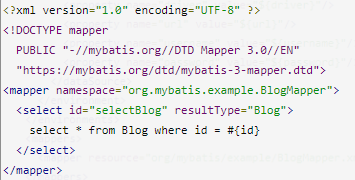 <?xml version="1.0" encoding="UTF-8" ?>
<!DOCTYPE mapper
PUBLIC "-//mybatis.org//DTD Mapper 3.0//EN"
"https://mybatis.org/dtd/mybatis-3-mapper.dtd">
<mapper namespace="org.mybatis.example.BlogMapper">
<select id="selectBlog" resultType="Blog">
select * from Blog where id = #{id}
</select>
</mapper>